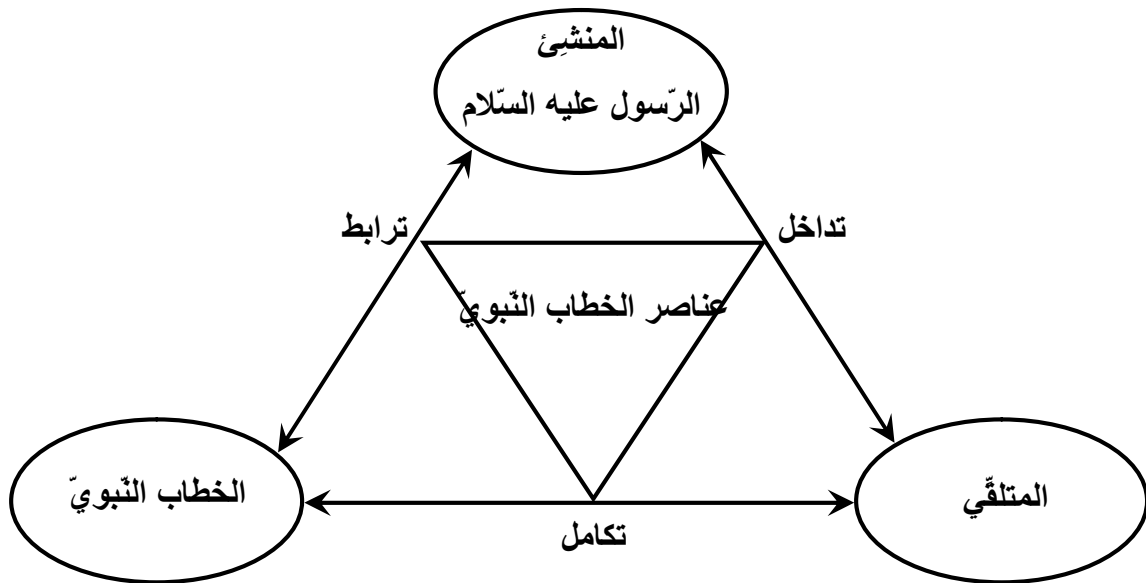 المنشِئ
الرّسول عليه السّلام
تداخل
ترابط
عناصر الخطاب النّبويّ
المتلقّي
الخطاب النّبويّ
تكامل